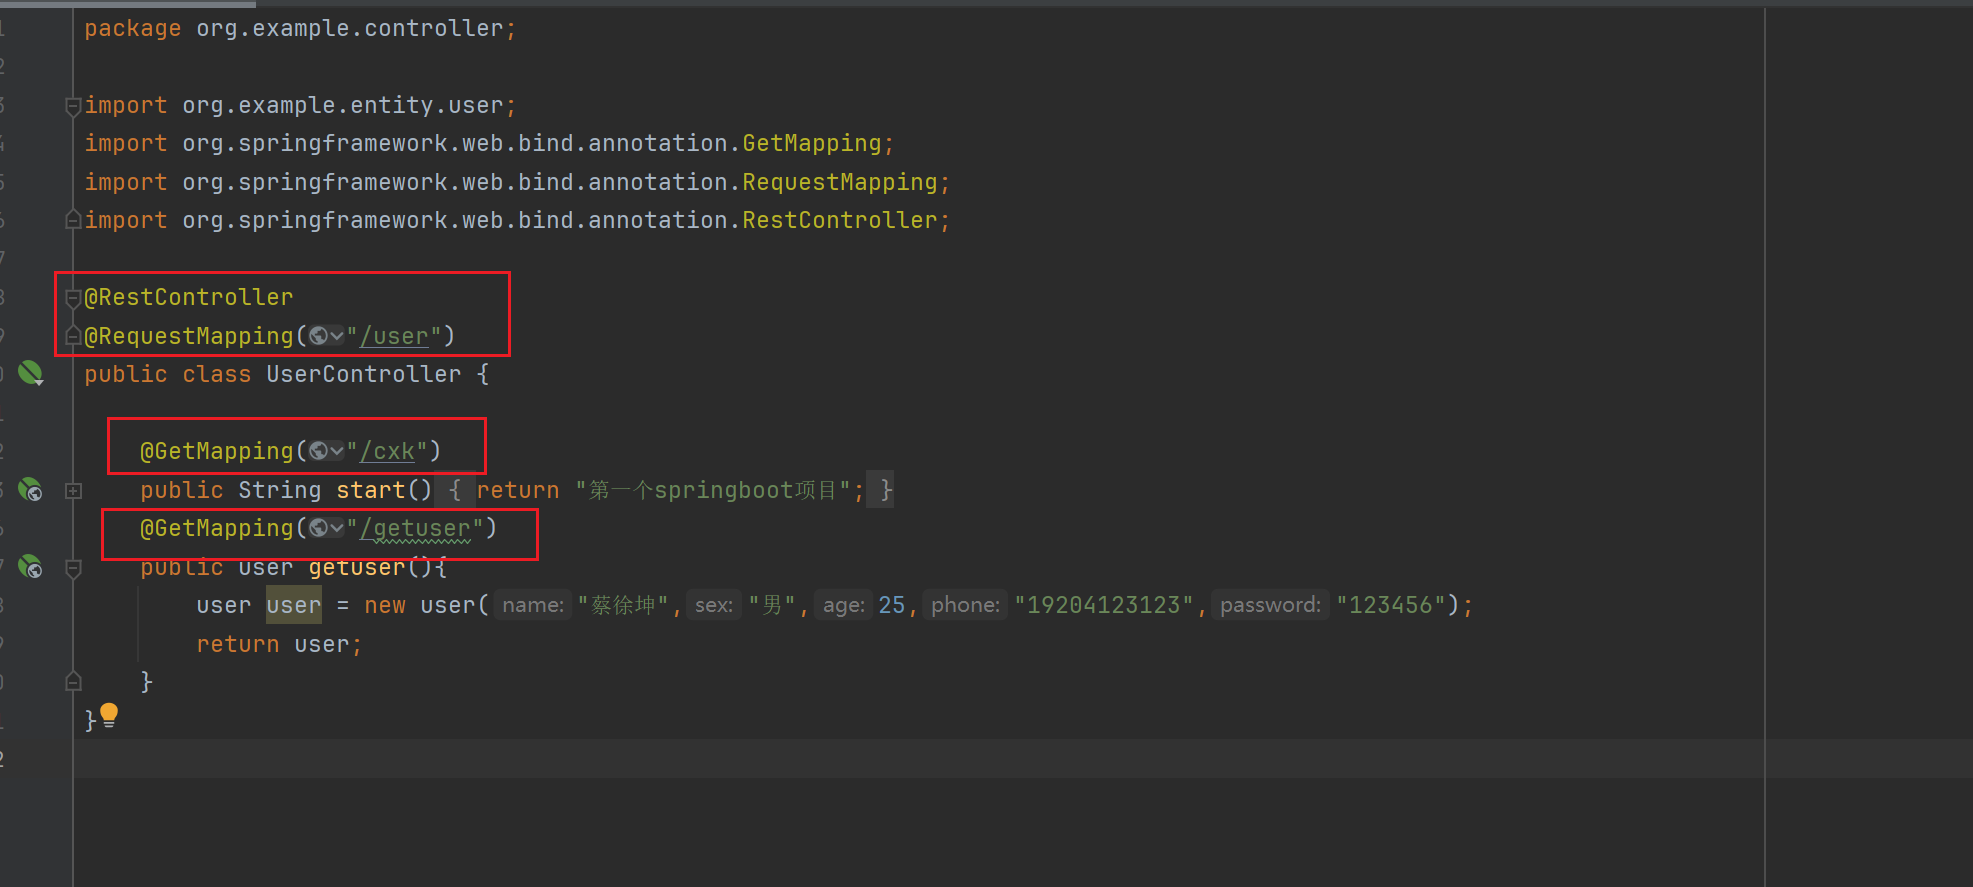 package org.example.controller;
import org.example.entity.user;
import org.springframework.web.bind.annotation.GetMapping;
import org.springframework.web.bind.annotation.RequestMapping;
import org.springframework.web.bind.annotation.RestController;
@RestController
@RequestMapping("/user")
public class UserController {
@GetMapping("/cxk")
public String start() { return "第一个springboot项目"; }
@GetMapping("/getuser")
public user getuser(){
user user = new user( name: "蔡徐坤", sex: "男", age: 25, phone: "19204123123", password: "123456");
return user;
}
}